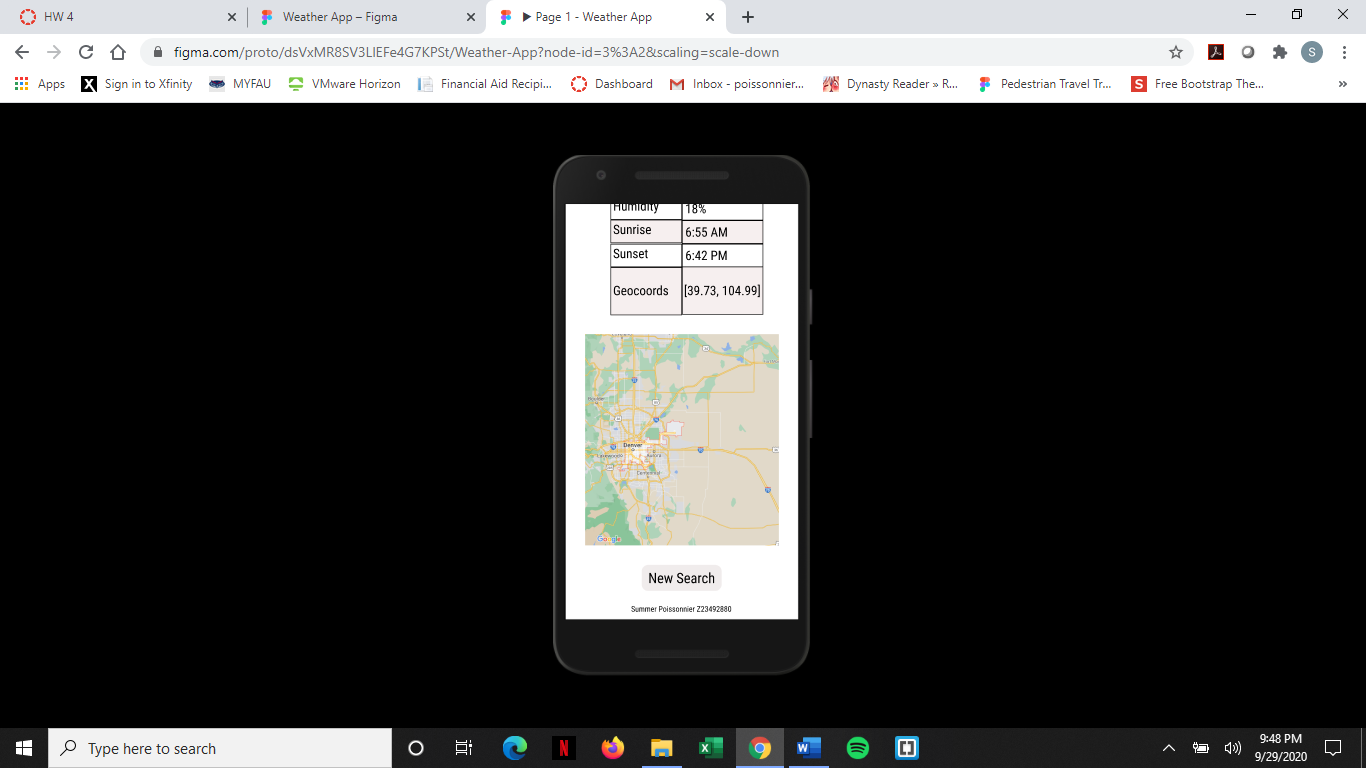 HW 4
Weather App – Figma
▶ Page 1 - Weather App
figma.com/proto/dsVxMR8SV3LIEFe4G7KPSt/Weather-App?node-id=3%3A2&scaling=scale-down
S
Apps
X
Sign in to Xfinity
MYFAU
VMware Horizon
Financial Aid Recipi...
Dashboard
Inbox - poissonnier...
Dynasty Reader » R...
Pedestrian Travel Tr...
S
Free Bootstrap The...
»
Humidity 18%
Sunrise 6:55 AM
Sunset 6:42 PM
Geocoords [39.73, 104.99]
Denver
Lakewood Aurora
Centennial
Google
New Search
Summer Poissonnier Z23492880
Type here to search
N
9:48 PM
9/29/2020